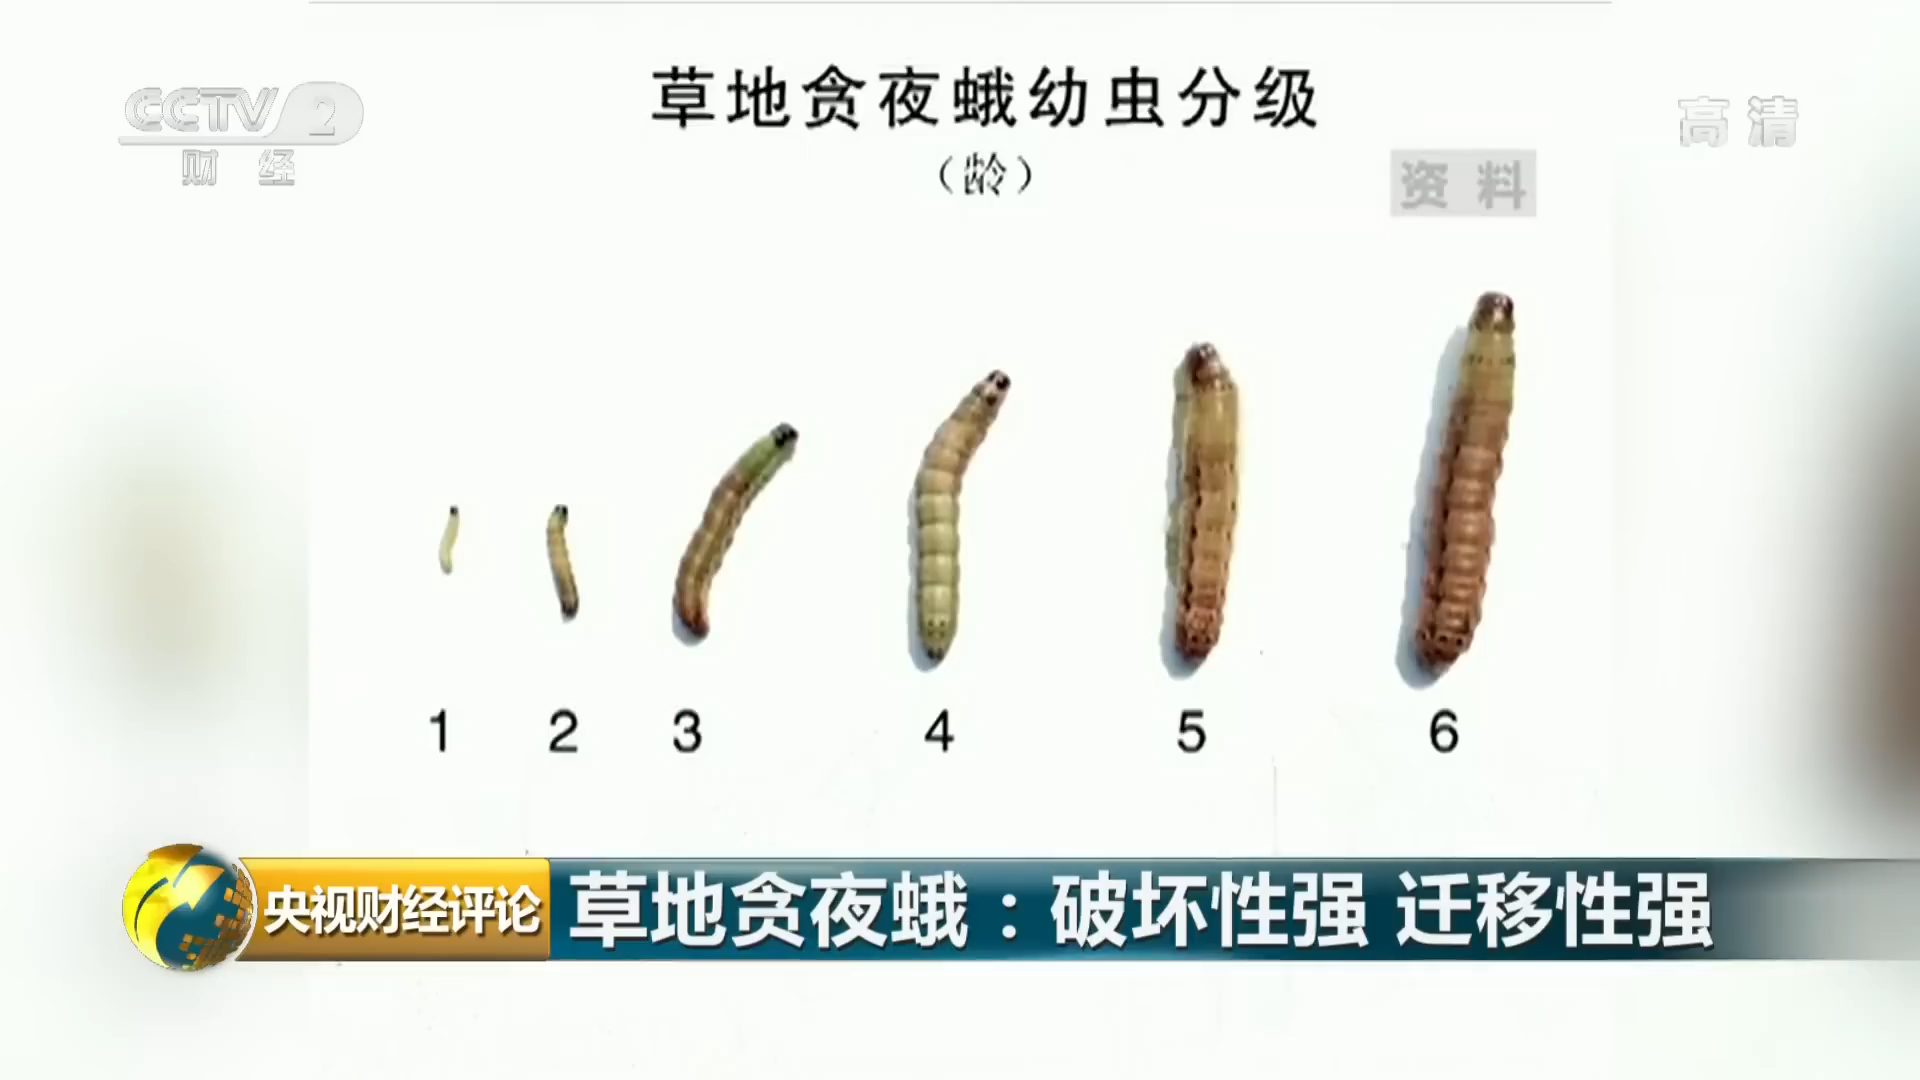 草地贪夜蛾幼虫分级
CCTV 2
高清
财 经
（龄）
资 料
1 2 3 4 5 6
央视财经评论
草地贪夜蛾：破坏性强 迁移性强